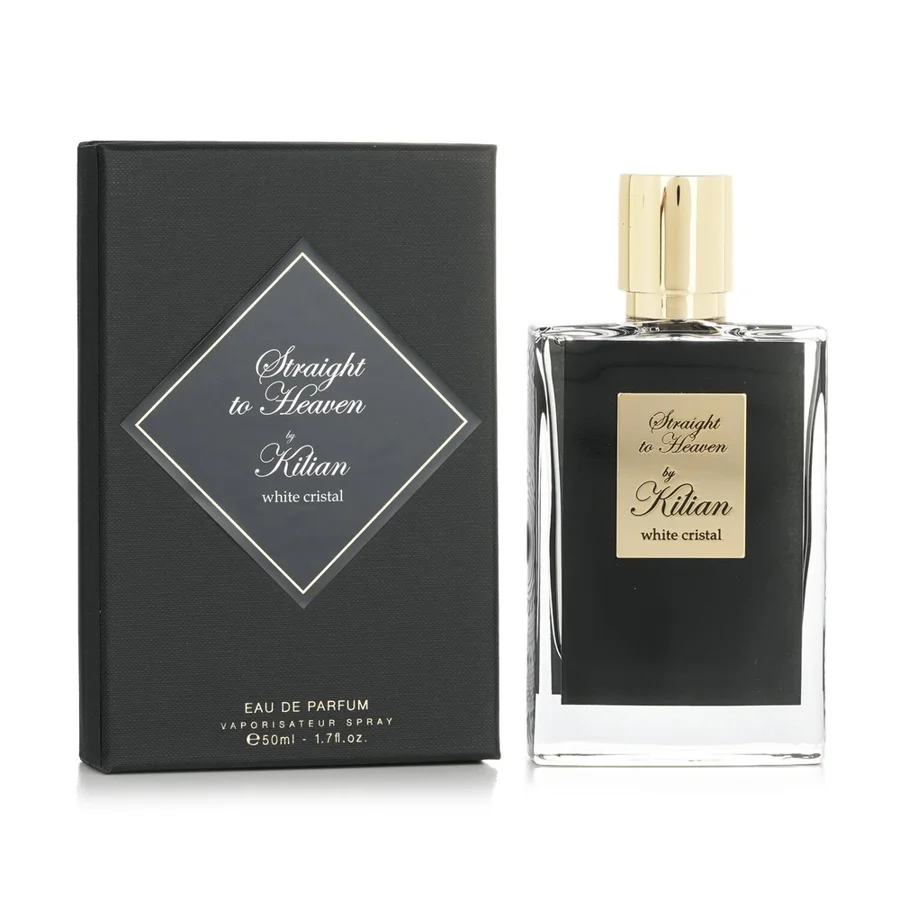 Straight
to Heaven
by
Kilian
white cristal
EAU DE PARFUM
VAPORISATEUR SPRAY
℮50ml - 1.7fl.oz.
Straight
to Heaven
by
Kilian
white cristal